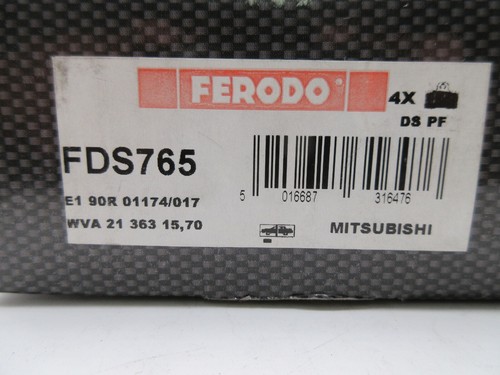 FERODO
4X
DS PF
FDS765
E1 90R 01174/017
WVA 21 363 15,70
5 016687 316476
MITSUBISHI